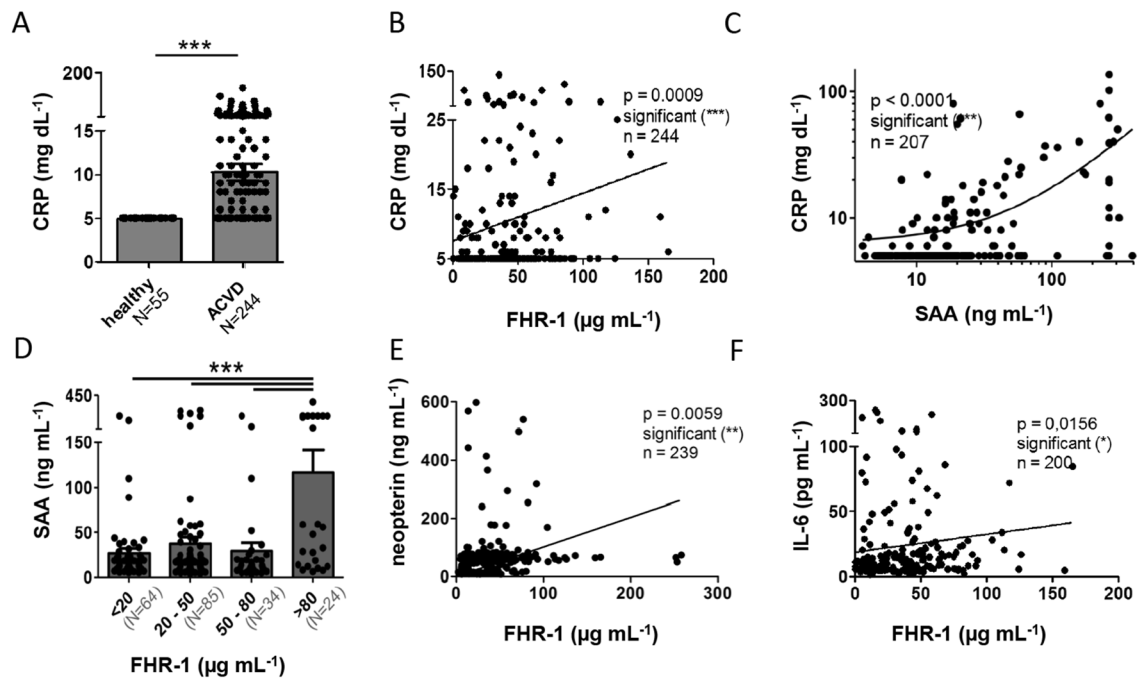 A
***
CRP (mg dL-1)
200
15
10
5
0
healthy
N=55
ACVD
N=244
B
CRP (mg dL-1)
150
25
15
5
p = 0.0009
significant (***)
n = 244
0
50
100
150
200
FHR-1 (µg mL-1)
C
CRP (mg dL-1)
100
10
p < 0.0001
significant (***)
n = 207
10
100
SAA (ng mL-1)
D
***
SAA (ng mL-1)
450
150
100
50
0
<20
(N=64)
20 - 50
(N=85)
50 - 80
(N=34)
>80
(N=24)
FHR-1 (µg mL-1)
E
neopterin (ng mL-1)
600
400
200
0
p = 0.0059
significant (**)
n = 239
0
100
200
300
FHR-1 (µg mL-1)
F
IL-6 (pg mL-1)
300
100
50
0
p = 0,0156
significant (*)
n = 200
0
50
100
150
200
FHR-1 (µg mL-1)